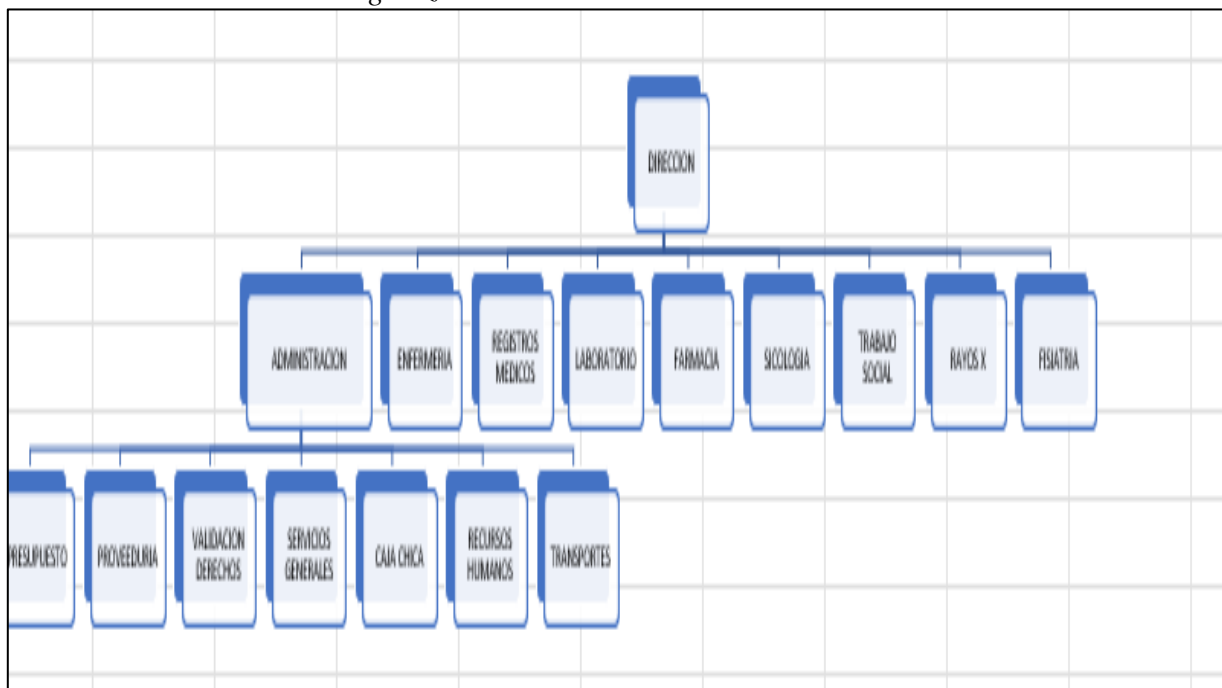 DIRECCION
ADMINISTRACION
ENFERMERIA
REGISTROS
MEDICOS
LABORATORIO
FARMACIA
SICOLOGIA
TRABAJO
SOCIAL
RAYOS X
FISIATRIA
PRESUPUESTO
PROVEEDURIA
VALIDACION
DERECHOS
SERVICIOS
GENERALES
CAJA CHICA
RECURSOS
HUMANOS
TRANSPORTES